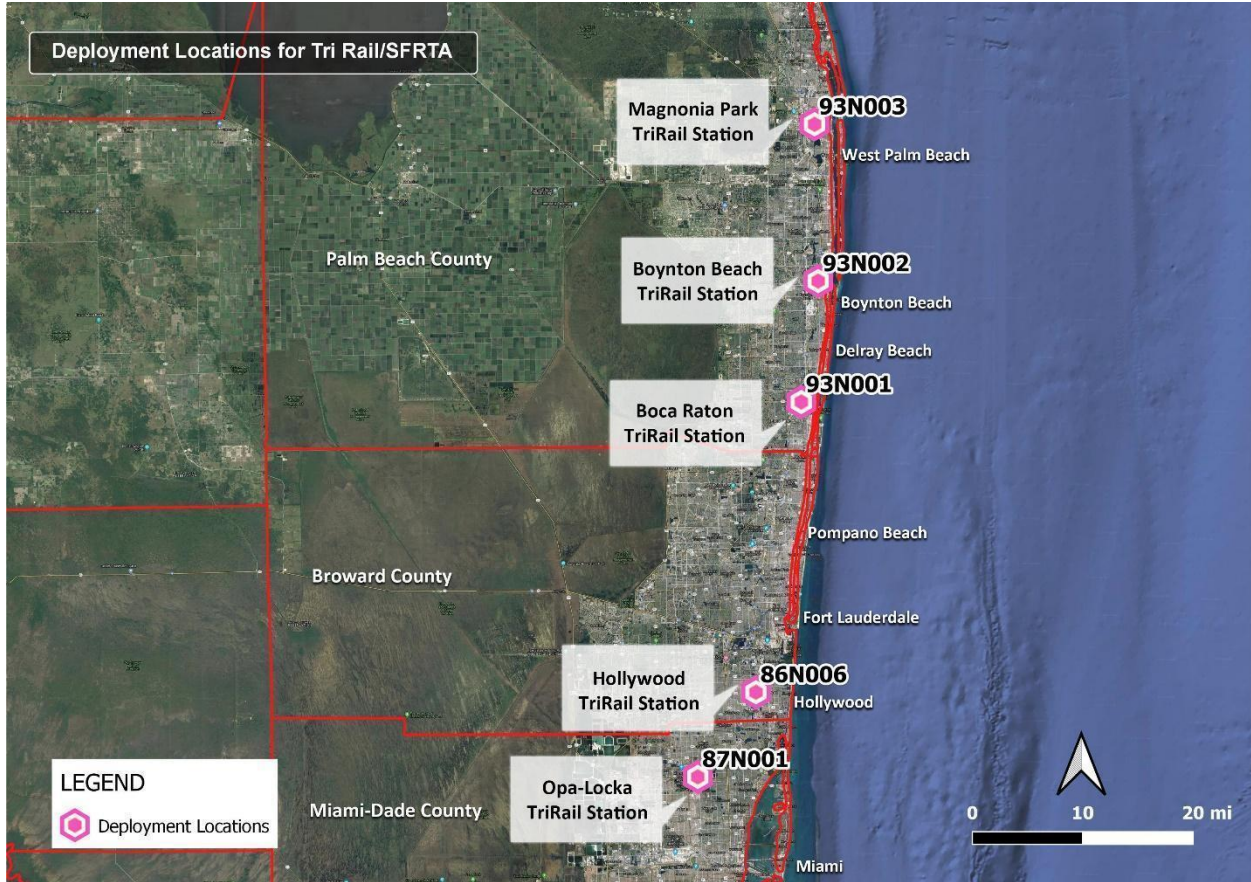 Deployment Locations for Tri Rail/SFRTA
Magnonia Park
TriRail Station
93N003
West Palm Beach
Palm Beach County
Boynton Beach
TriRail Station
93N002
Boynton Beach
Delray Beach
93N001
Boca Raton
TriRail Station
Pompano Beach
Broward County
Fort Lauderdale
Hollywood
TriRail Station
86N006
Hollywood
87N001
Opa-Locka
TriRail Station
Miami-Dade County
Miami
LEGEND
Deployment Locations
0 10 20 mi